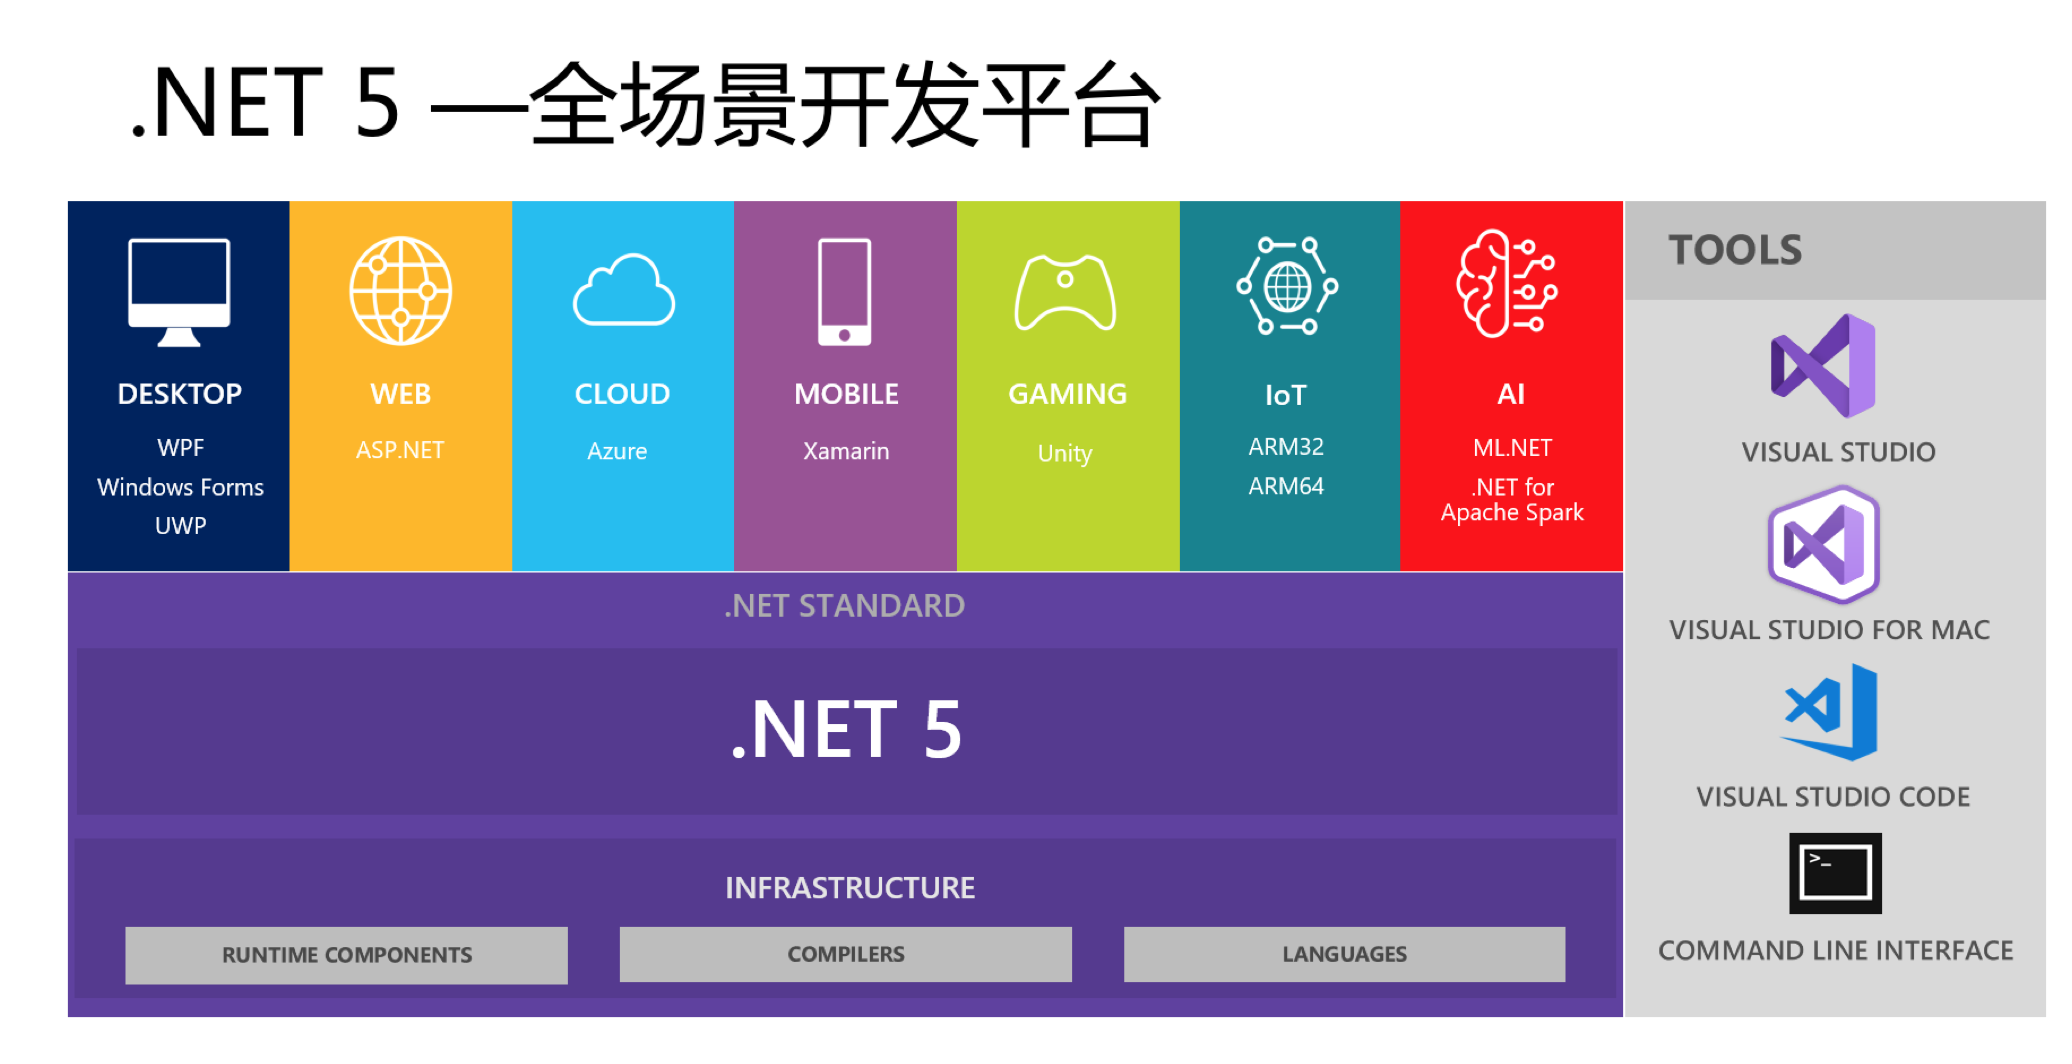 .NET 5 —全场景开发平台
DESKTOP
WPF
Windows Forms
UWP
WEB
ASP.NET
CLOUD
Azure
MOBILE
Xamarin
GAMING
Unity
IoT
ARM32
ARM64
AI
ML.NET
.NET for
Apache Spark
.NET STANDARD
.NET 5
INFRASTRUCTURE
RUNTIME COMPONENTS
COMPILERS
LANGUAGES
TOOLS
VISUAL STUDIO
VISUAL STUDIO FOR MAC
VISUAL STUDIO CODE
>_
COMMAND LINE INTERFACE